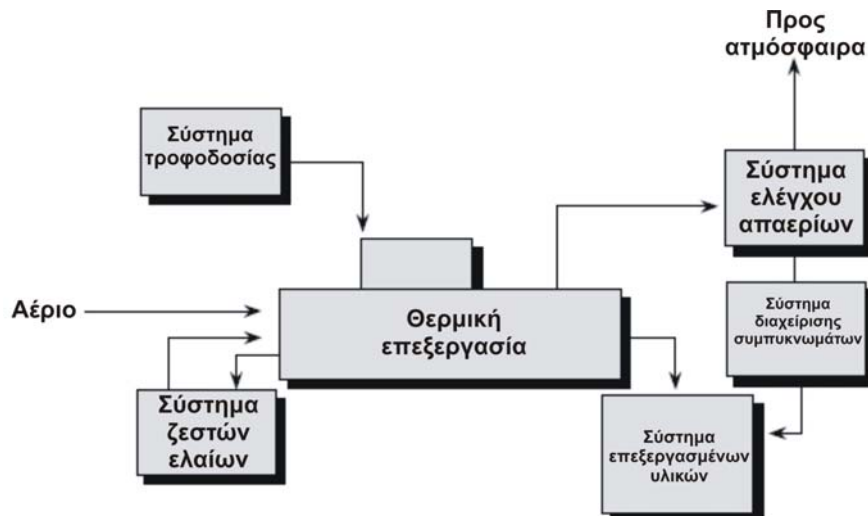 Προς
ατμόσφαιρα
Σύστημα
τροφοδοσίας
Σύστημα
ελέγχου
απαερίων
Αέριο
Θερμική
επεξεργασία
Σύστημα
διαχείρισης
συμπυκνωμάτων
Σύστημα
ζεστών
ελαίων
Σύστημα
επεξεργασμένων
υλικών